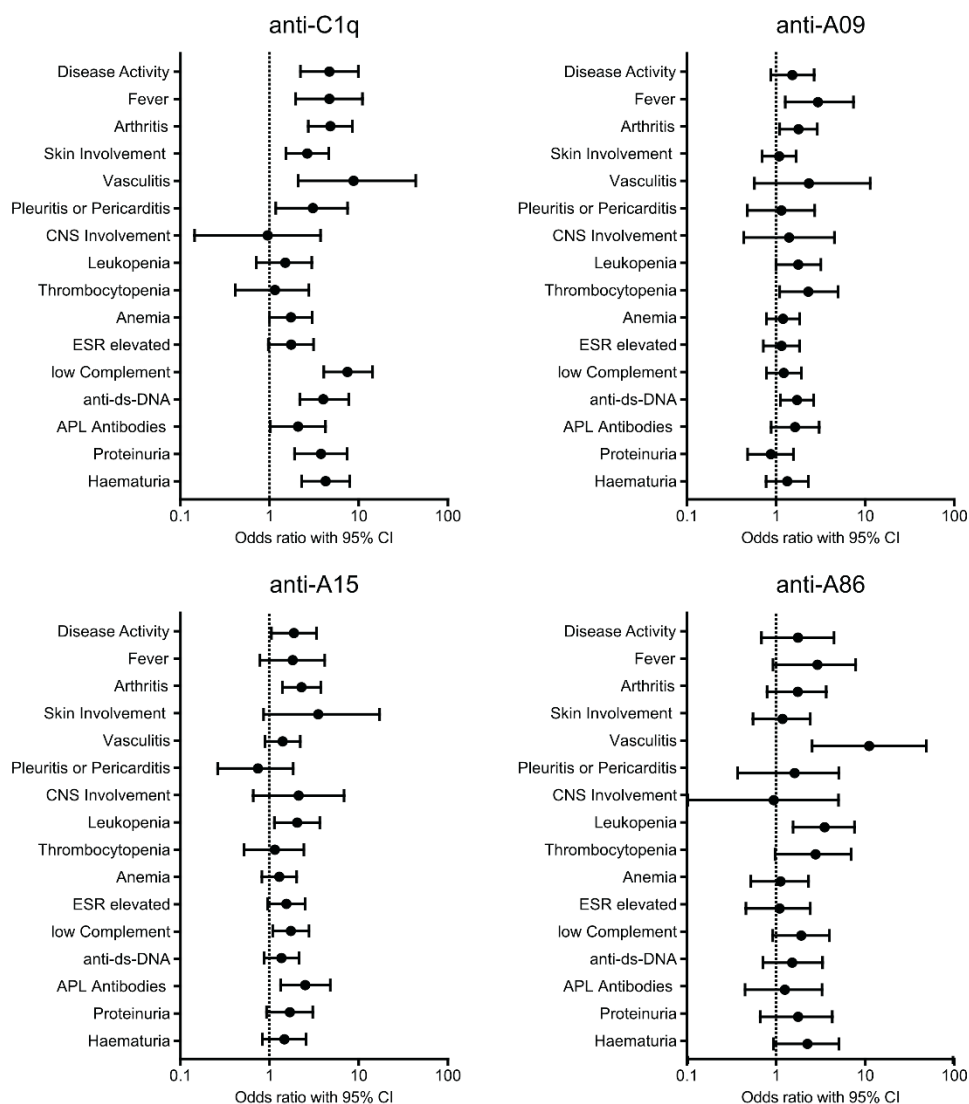 anti-C1q
Disease Activity
Fever
Arthritis
Skin Involvement
Vasculitis
Pleuritis or Pericarditis
CNS Involvement
Leukopenia
Thrombocytopenia
Anemia
ESR elevated
low Complement
anti-ds-DNA
APL Antibodies
Proteinuria
Haematuria
0.1 1 10 100
Odds ratio with 95% CI
anti-A09
Disease Activity
Fever
Arthritis
Skin Involvement
Vasculitis
Pleuritis or Pericarditis
CNS Involvement
Leukopenia
Thrombocytopenia
Anemia
ESR elevated
low Complement
anti-ds-DNA
APL Antibodies
Proteinuria
Haematuria
0.1 1 10 100
Odds ratio with 95% CI
anti-A15
Disease Activity
Fever
Arthritis
Skin Involvement
Vasculitis
Pleuritis or Pericarditis
CNS Involvement
Leukopenia
Thrombocytopenia
Anemia
ESR elevated
low Complement
anti-ds-DNA
APL Antibodies
Proteinuria
Haematuria
0.1 1 10 100
Odds ratio with 95% CI
anti-A86
Disease Activity
Fever
Arthritis
Skin Involvement
Vasculitis
Pleuritis or Pericarditis
CNS Involvement
Leukopenia
Thrombocytopenia
Anemia
ESR elevated
low Complement
anti-ds-DNA
APL Antibodies
Proteinuria
Haematuria
0.1 1 10 100
Odds ratio with 95% CI